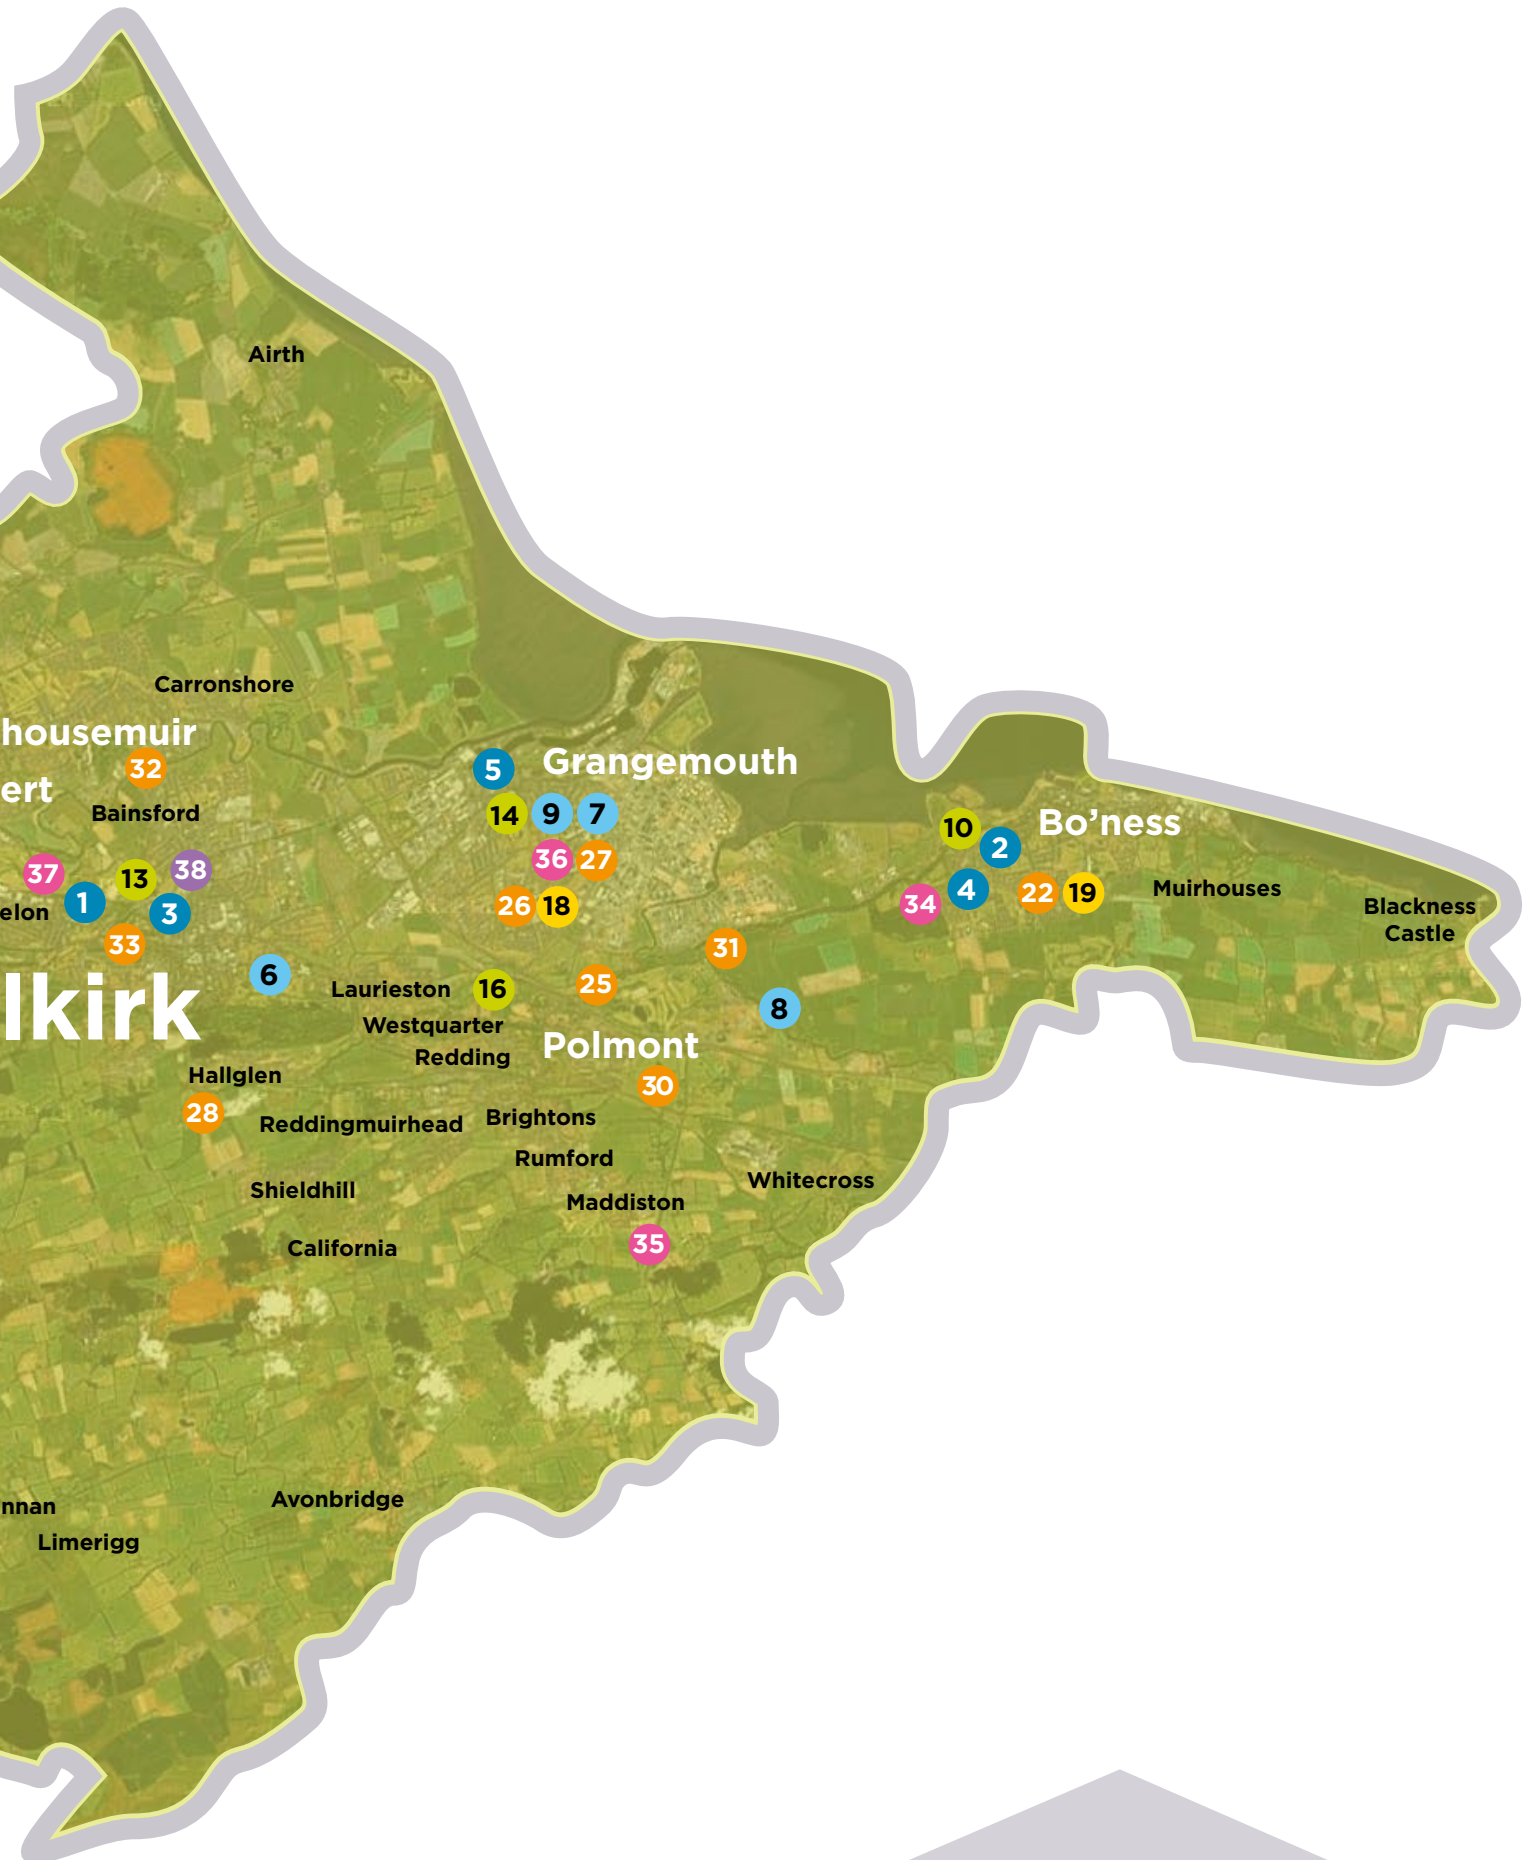 Airth
Carronshore
housemuir
32
5
Grangemouth
ert
Bainsford
14
9
7
10
Bo’ness
2
37
13
38
36
27
1
3
elon
26
18
34
4
22
19
Muirhouses
Blackness
Castle
33
31
6
Laurieston
16
25
lkirk
8
Westquarter
Redding
Polmont
Hallglen
30
28
Reddingmuirhead
Brightons
Rumford
Shieldhill
Whitecross
Maddiston
California
35
nnan
Avonbridge
Limerigg